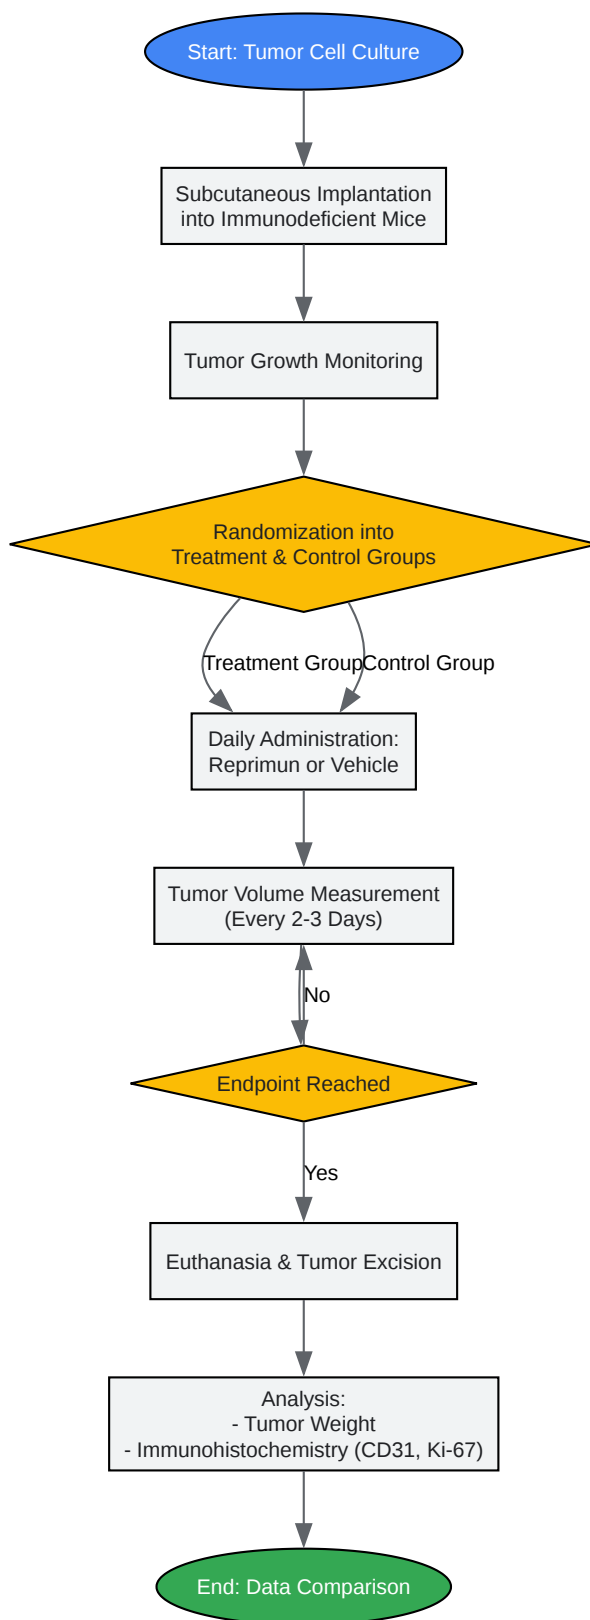 Start: Tumor Cell Culture
Subcutaneous Implantation
into Immunodeficient Mice
Tumor Growth Monitoring
Randomization into
Treatment & Control Groups
Treatment Group
Control Group
Daily Administration:
Reprimun or Vehicle
Tumor Volume Measurement
(Every 2-3 Days)
No
Endpoint Reached
Yes
Euthanasia & Tumor Excision
Analysis:
- Tumor Weight
- Immunohistochemistry (CD31, Ki-67)
End: Data Comparison